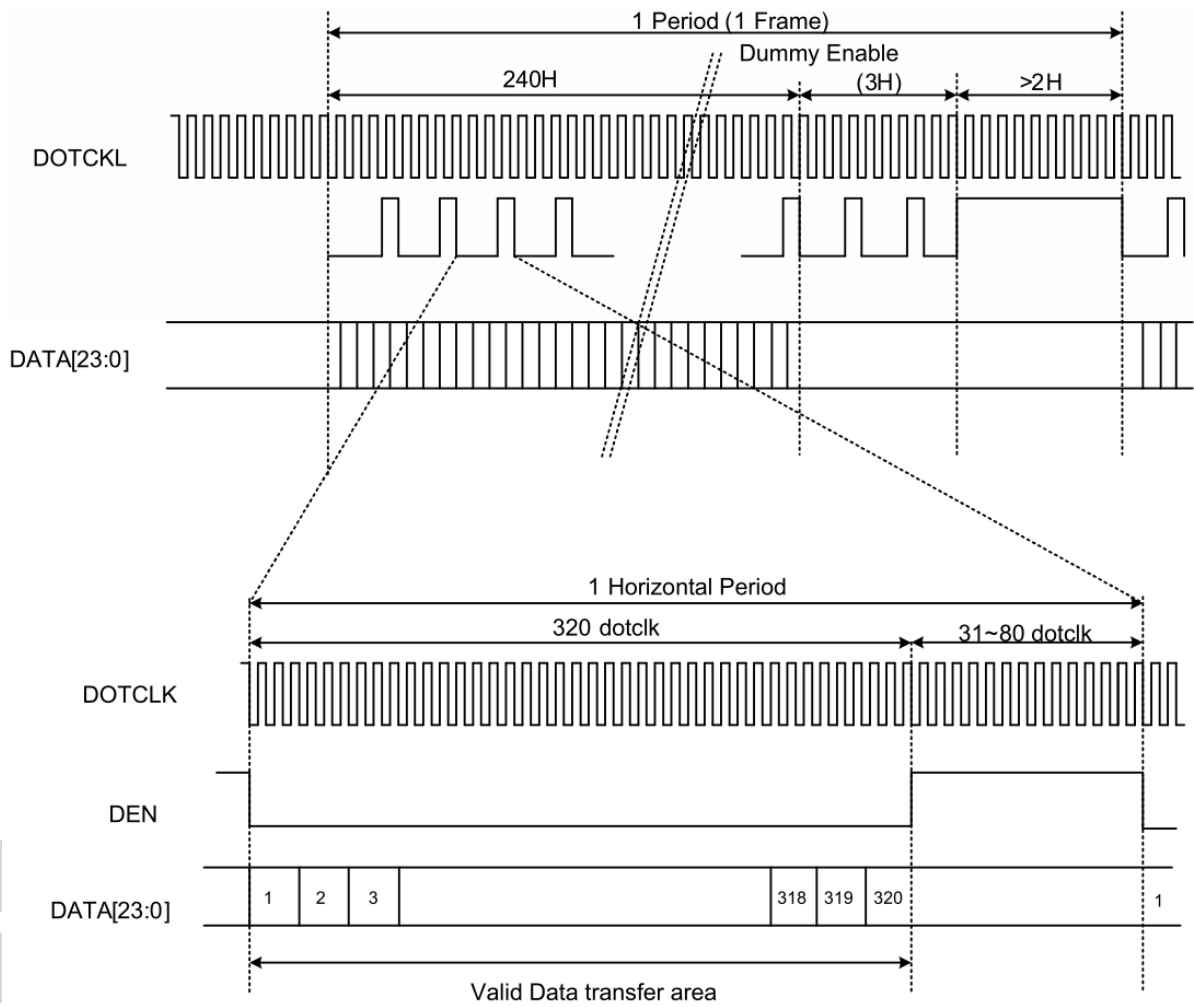 1 Period (1 Frame)
Dummy Enable
240H
(3H)
>2H
DOTCKL
DATA[23:0]
1 Horizontal Period
320 dotclk
31~80 dotclk
DOTCLK
DEN
DATA[23:0]
1
2
3
318
319
320
1
Valid Data transfer area